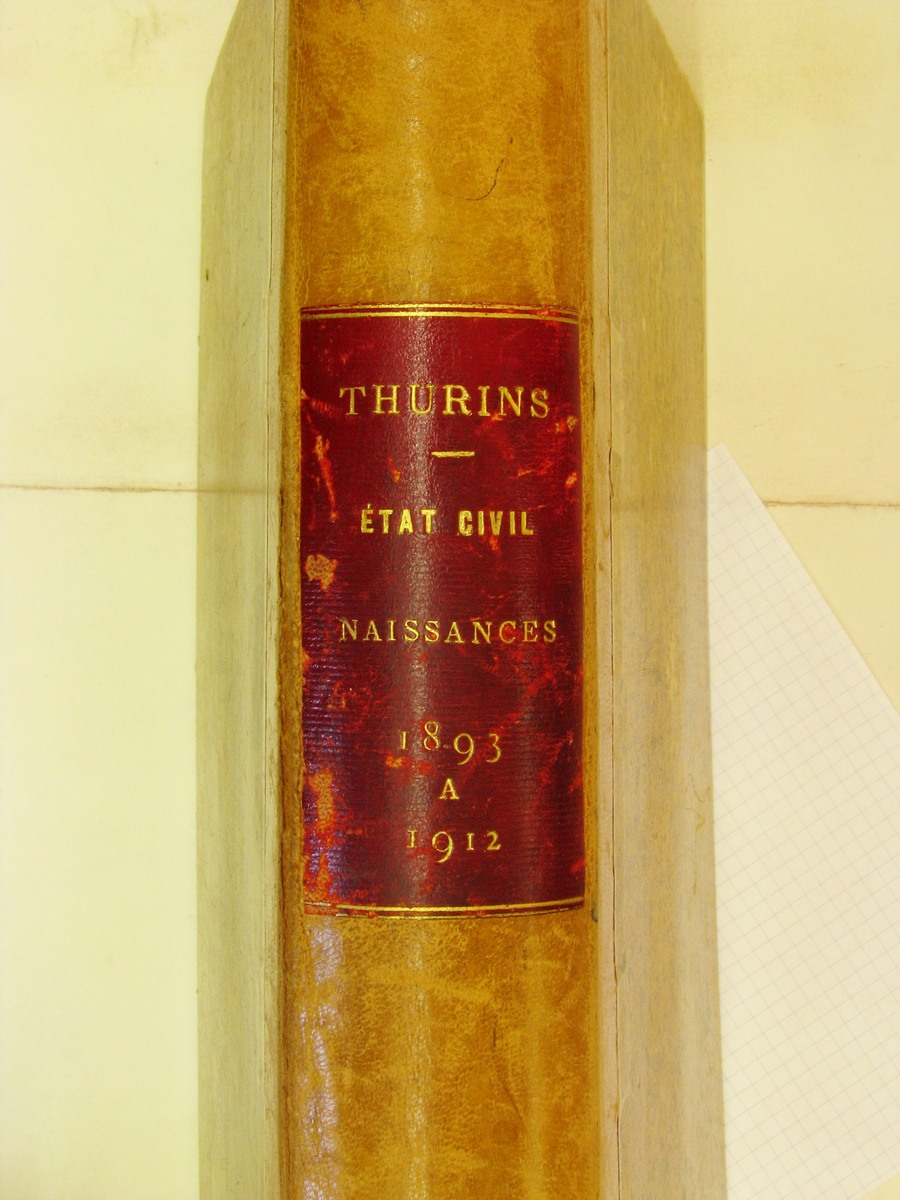 THURINS
ÉTAT CIVIL
NAISSANCES
1893
A
1912